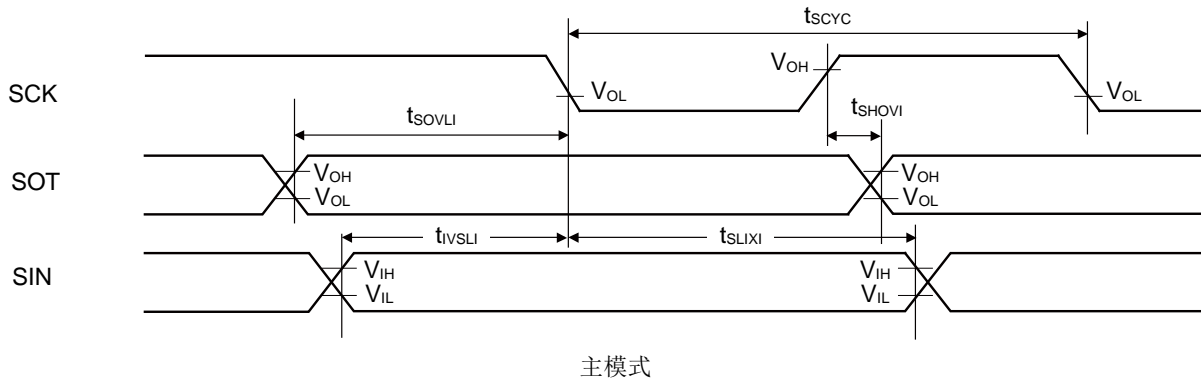 tSCYC
VOH
SCK
VOL
VOL
tSOVLI
tSHOVI
SOT
VOH
VOH
VOL
VOL
tIVSLI
tSLIXI
SIN
VIH
VIH
VIL
VIL
主模式